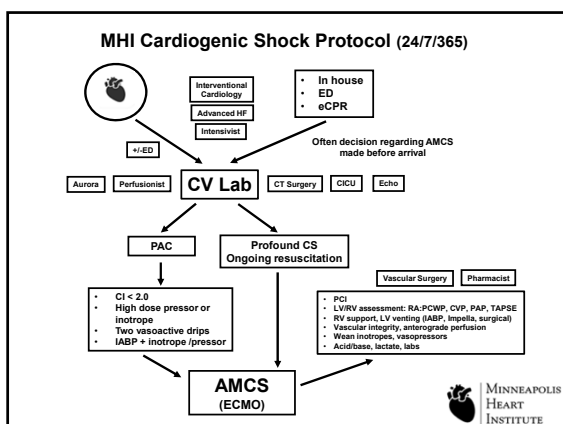 MHI Cardiogenic Shock Protocol (24/7/365)
Interventional
Cardiology
Advanced HF
Intensivist
• In house
• ED
• eCPR
+/-ED
Often decision regarding AMCS
made before arrival
Aurora
Perfusionist
CV Lab
CT Surgery
CICU
Echo
PAC
Profound CS
Ongoing resuscitation
Vascular Surgery
Pharmacist
• CI < 2.0
• High dose pressor or
inotrope
• Two vasoactive drips
• IABP + inotrope /pressor
• PCI
• LV/RV assessment: RA:PCWP, CVP, PAP, TAPSE
• RV support, LV venting (IABP, Impella, surgical)
• Vascular integrity, anterograde perfusion
• Wean inotropes, vasopressors
• Acid/base, lactate, labs
AMCS
(ECMO)
MINNEAPOLIS
HEART
INSTITUTE